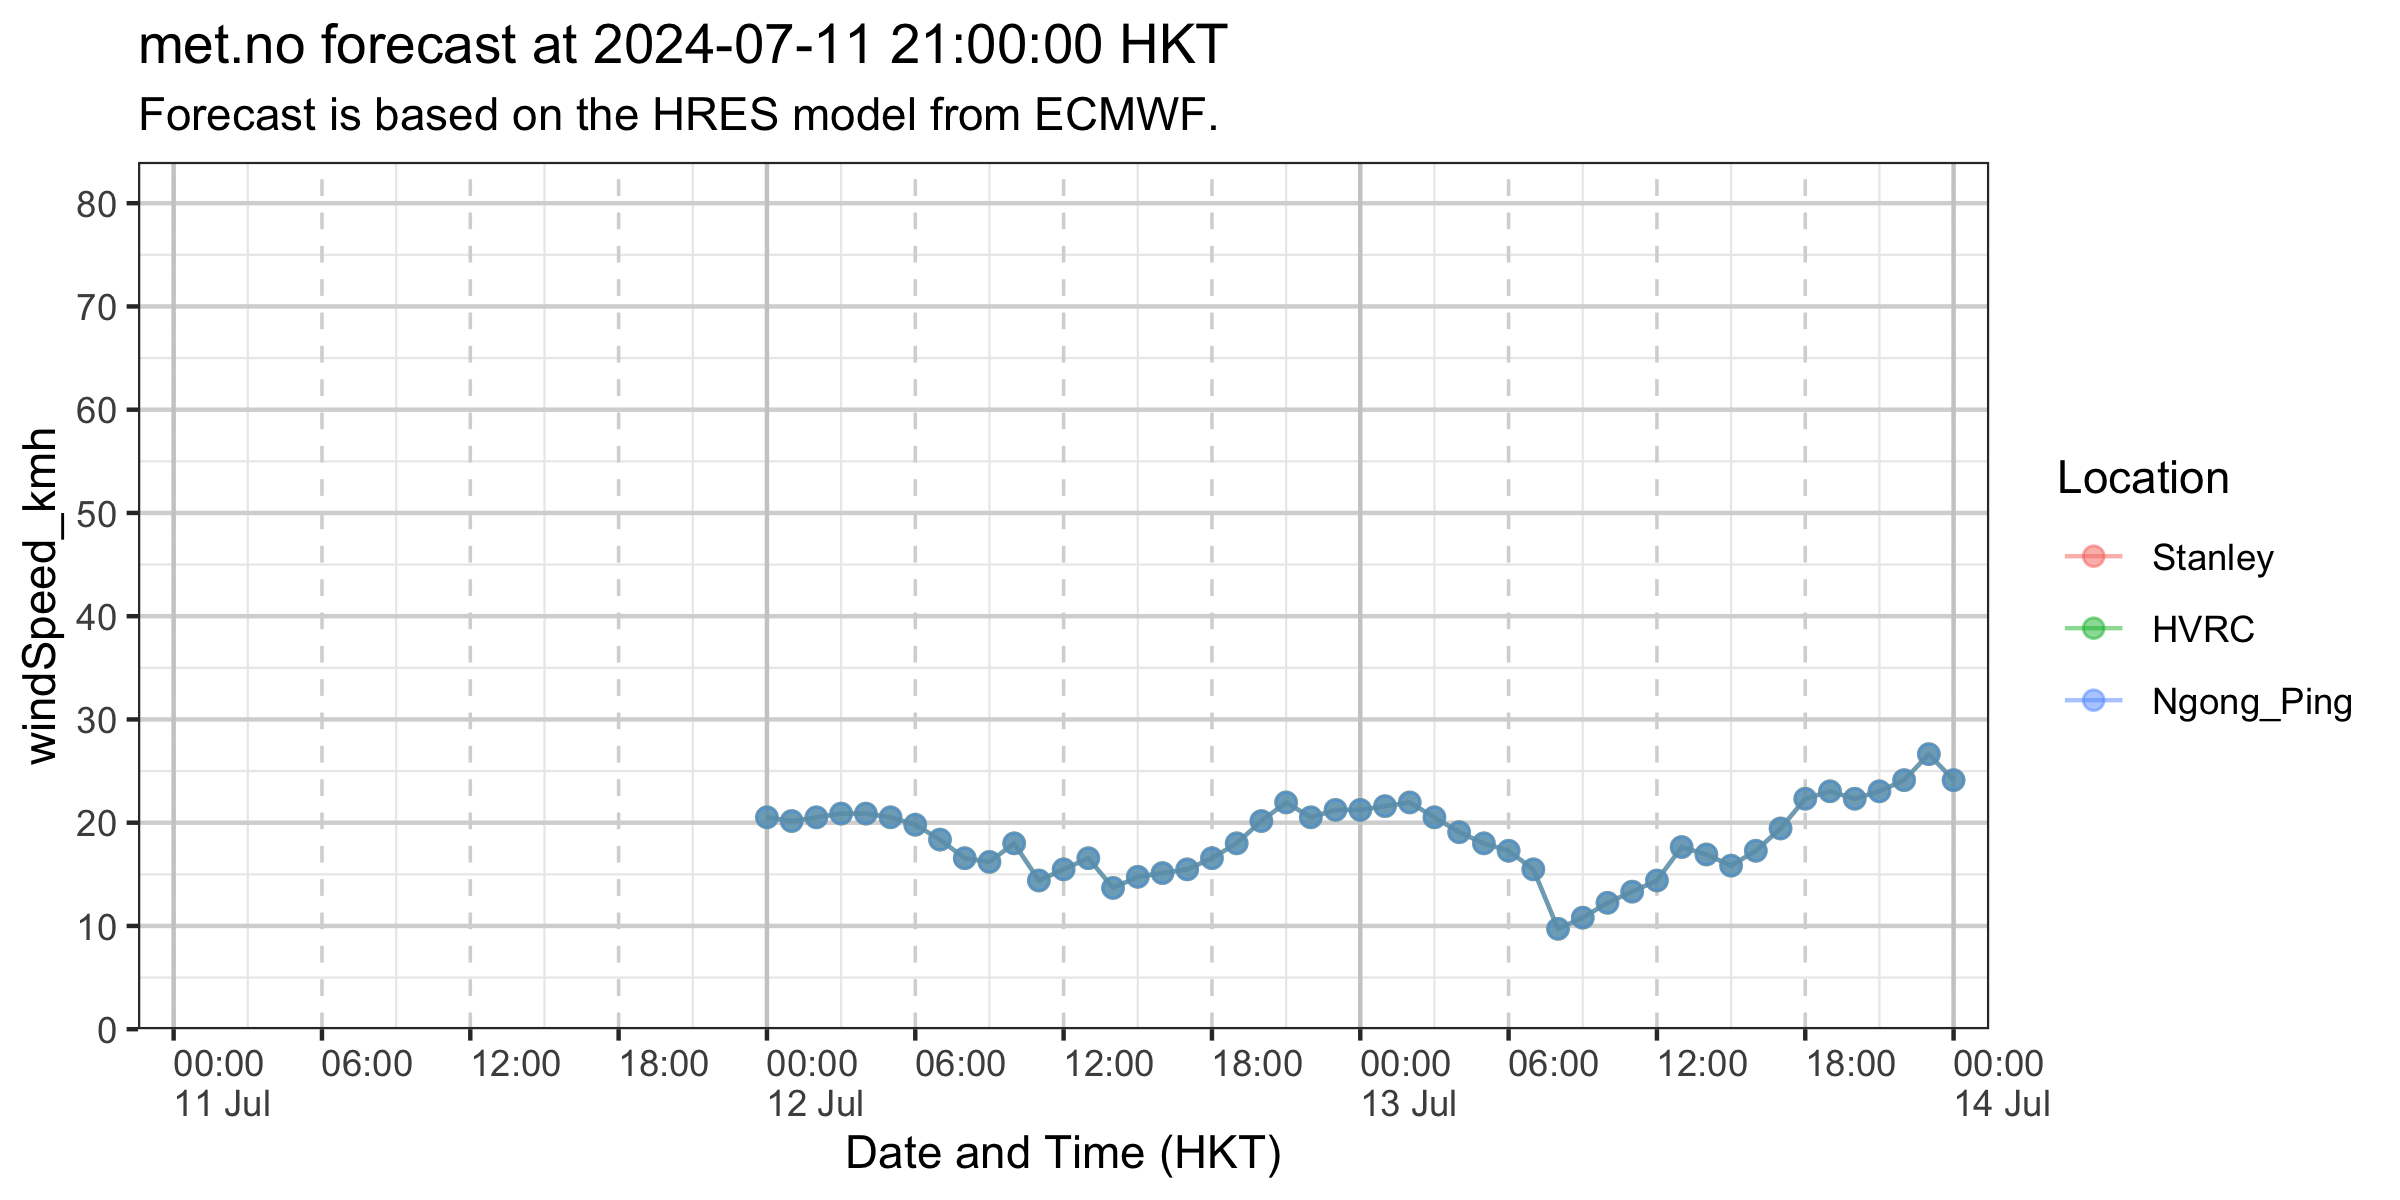 met.no forecast at 2024-07-11 21:00:00 HKT
Forecast is based on the HRES model from ECMWF.
windSpeed_kmh
80
70
60
50
40
30
20
10
0
00:00 06:00 12:00 18:00 00:00 06:00 12:00 18:00 00:00 06:00 12:00 18:00 00:00
11 Jul 12 Jul 13 Jul 14 Jul
Date and Time (HKT)
Location
Stanley
HVRC
Ngong_Ping